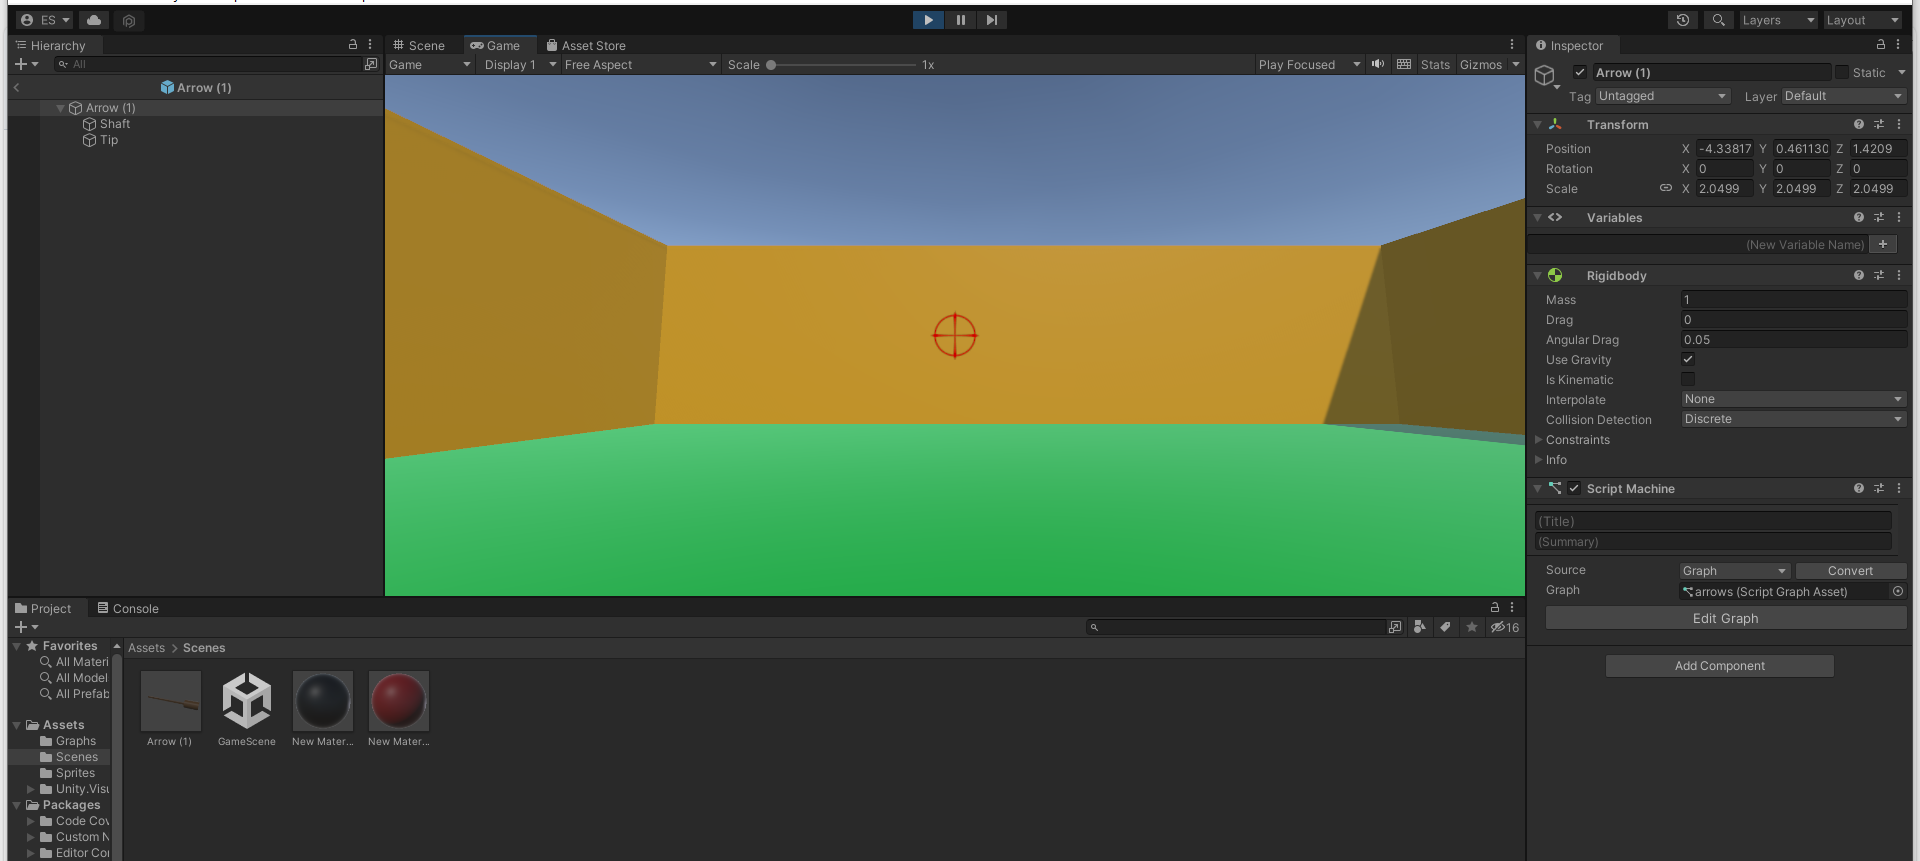 ES
Layers
Layout
Hierarchy
All
Arrow (1)
Arrow (1)
Shaft
Tip
Scene
Game
Asset Store
Game
Display 1
Free Aspect
Scale
1x
Play Focused
Stats
Gizmos
Inspector
Arrow (1)
Static
Tag
Untagged
Layer
Default
Transform
Position X -4.33817 Y 0.461130 Z 1.4209
Rotation X 0 Y 0 Z 0
Scale X 2.0499 Y 2.0499 Z 2.0499
Variables
(New Variable Name)
Rigidbody
Mass 1
Drag 0
Angular Drag 0.05
Use Gravity
Is Kinematic
Interpolate None
Collision Detection Discrete
Constraints
Info
Script Machine
(Title)
(Summary)
Source Graph Convert
Graph arrows (Script Graph Asset)
Edit Graph
Add Component
Project
Console
16
Favorites
All Materi
All Model
All Prefab
Assets
Graphs
Scenes
Sprites
Unity.Visu
Packages
Code Cov
Custom N
Editor Cor
Assets > Scenes
Arrow (1)
GameScene
New Mater...
New Mater...